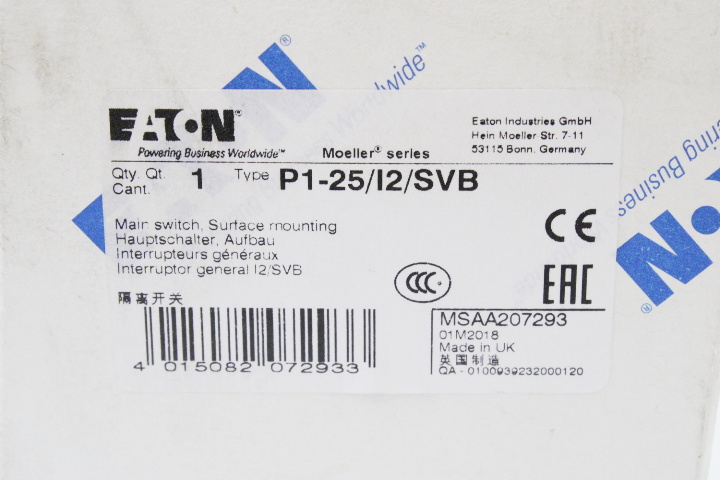 EATON®
Powering Business Worldwide™
Moeller® series
Eaton Industries GmbH
Hein Moeller Str. 7-11
53115 Bonn, Germany
Qty. Qt. 1 Type P1-25/I2/SVB
Cant.
Main switch, Surface mounting
Hauptschalter, Aufbau
Interrupteurs généraux
Interruptor general I2/SVB
隔离开关
CE
CCC
EAC
4 015082 072933
MSAA207293
01M2018
Made in UK
英国制造
QA - 0100939232000120
wide™
ering Business